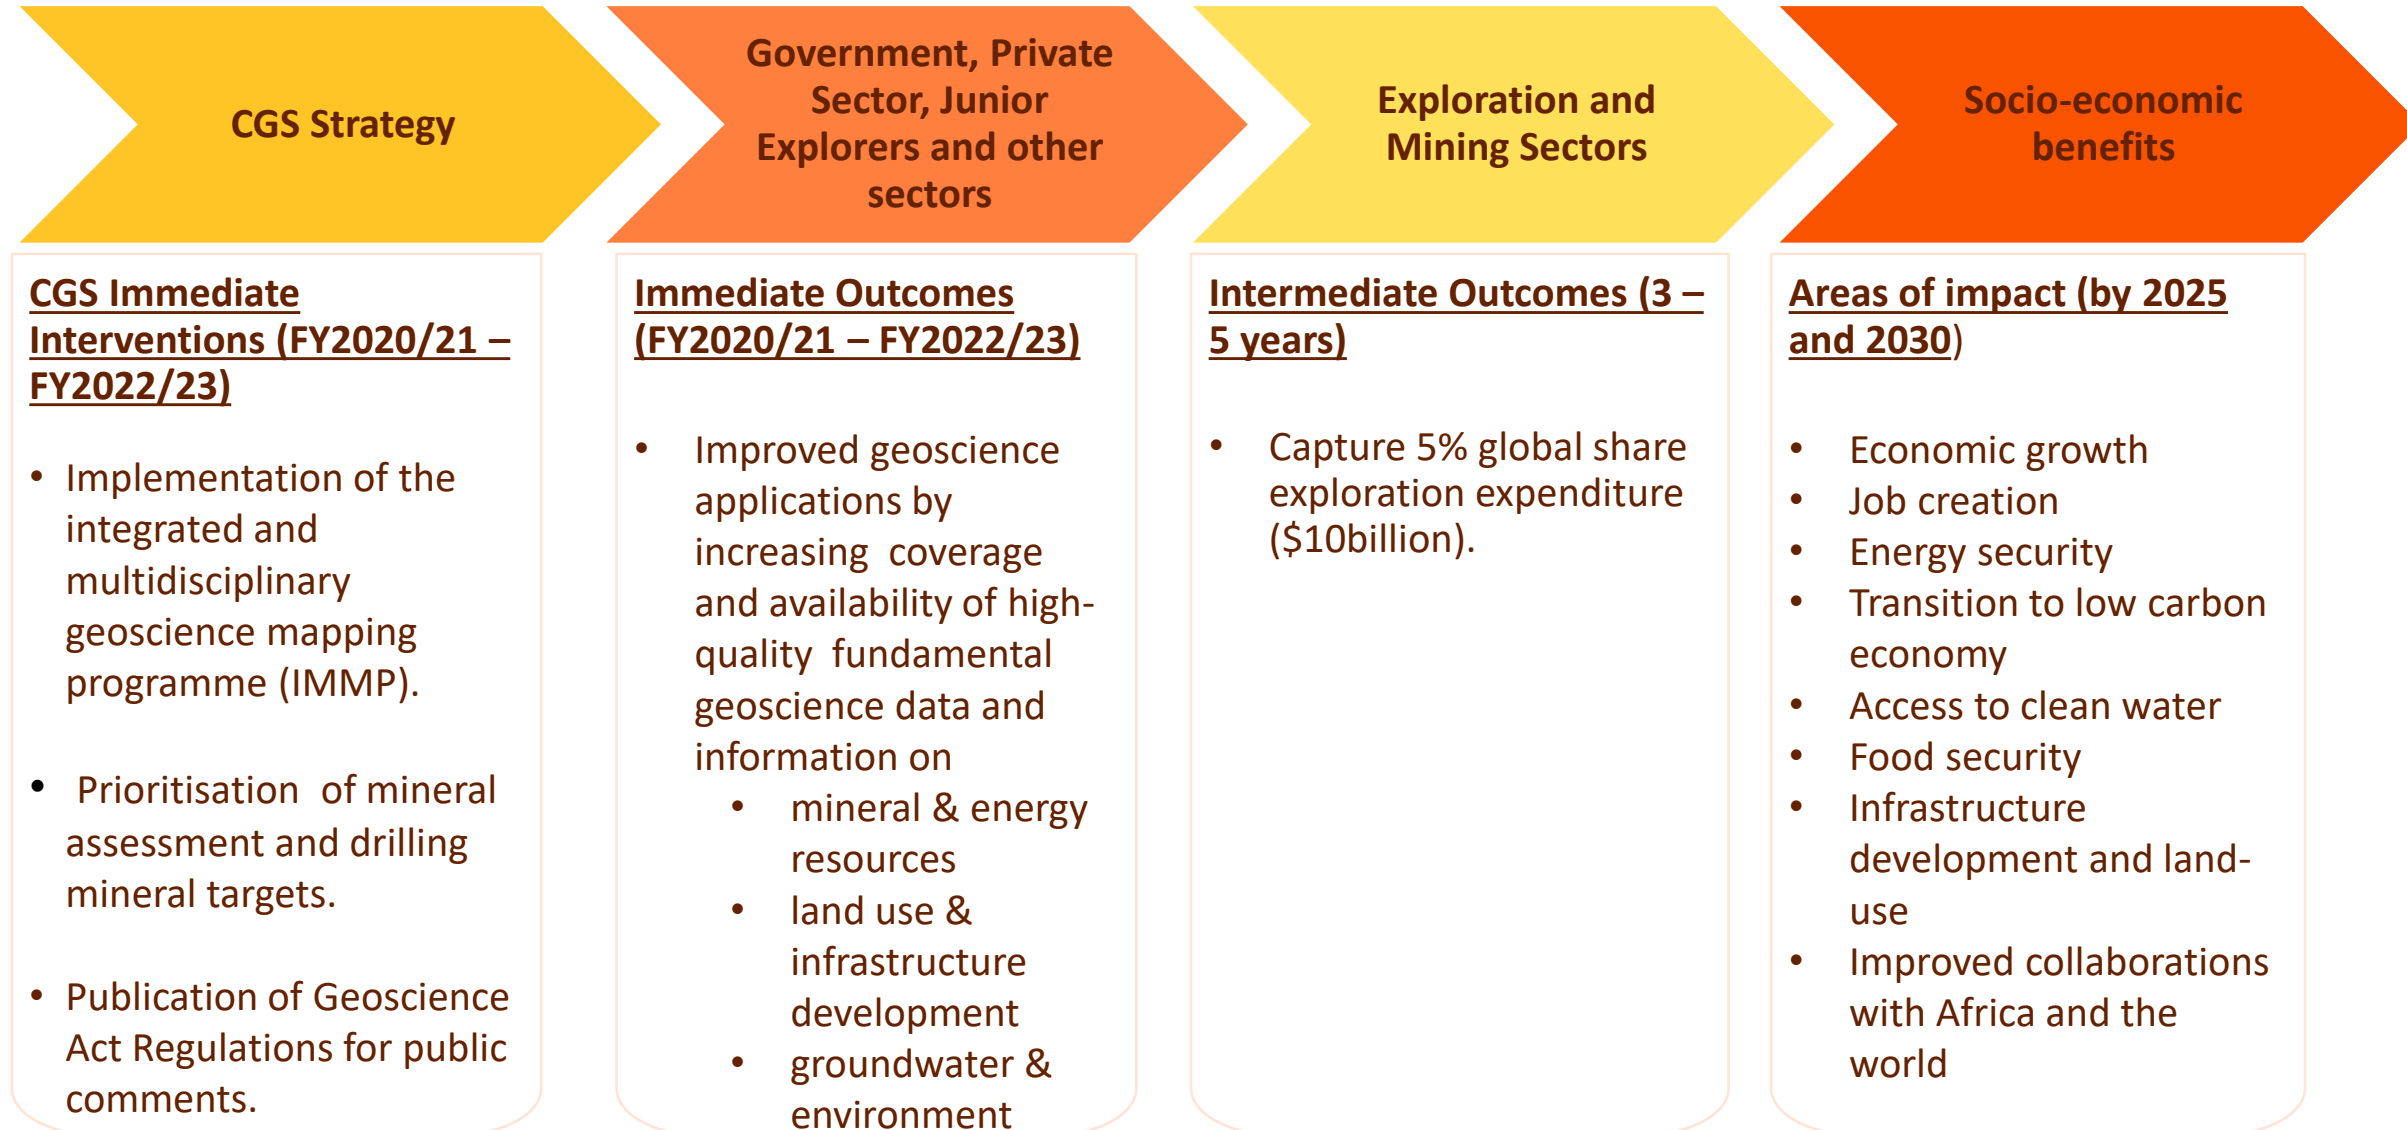 CGS Strategy
Government, Private
Sector, Junior
Explorers and other
sectors
Exploration and
Mining Sectors
Socio-economic
benefits
CGS Immediate
Interventions (FY2020/21 –
FY2022/23)
• Implementation of the
integrated and
multidisciplinary
geoscience mapping
programme (IMMP).
• Prioritisation of mineral
assessment and drilling
mineral targets.
• Publication of Geoscience
Act Regulations for public
comments.
Immediate Outcomes
(FY2020/21 – FY2022/23)
• Improved geoscience
applications by
increasing coverage
and availability of high-
quality fundamental
geoscience data and
information on
• mineral & energy
resources
• land use &
infrastructure
development
• groundwater &
environment
Intermediate Outcomes (3 –
5 years)
• Capture 5% global share
exploration expenditure
($10billion).
Areas of impact (by 2025
and 2030)
• Economic growth
• Job creation
• Energy security
• Transition to low carbon
economy
• Access to clean water
• Food security
• Infrastructure
development and land-
use
• Improved collaborations
with Africa and the
world